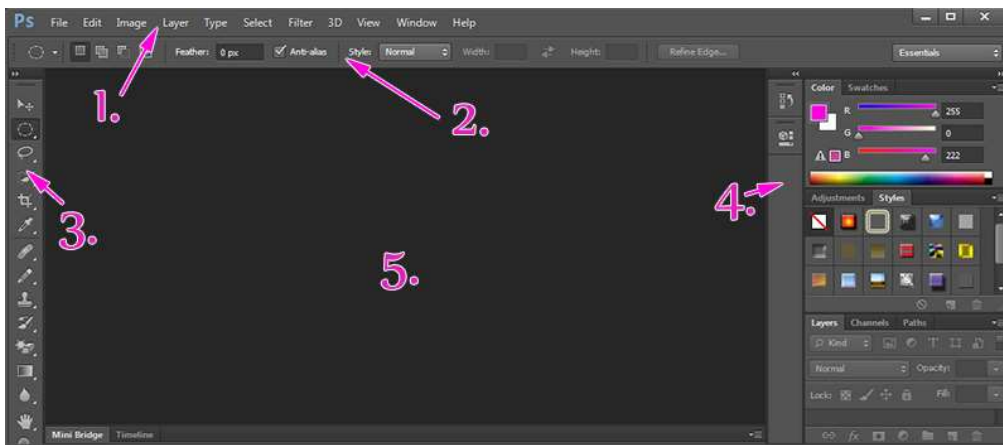 Ps File Edit Image Layer Type Select Filter 3D View Window Help
Feather: 0 px Anti-alias Style: Normal Width: Height: Refine Edge... Essentials
1.
2.
3.
4.
5.
Color Swatches
R 255
G 0
B 222
Adjustments Styles
Layers Channels Paths
Kind
Normal Opacity:
Lock: Fill:
Mini Bridge Timeline